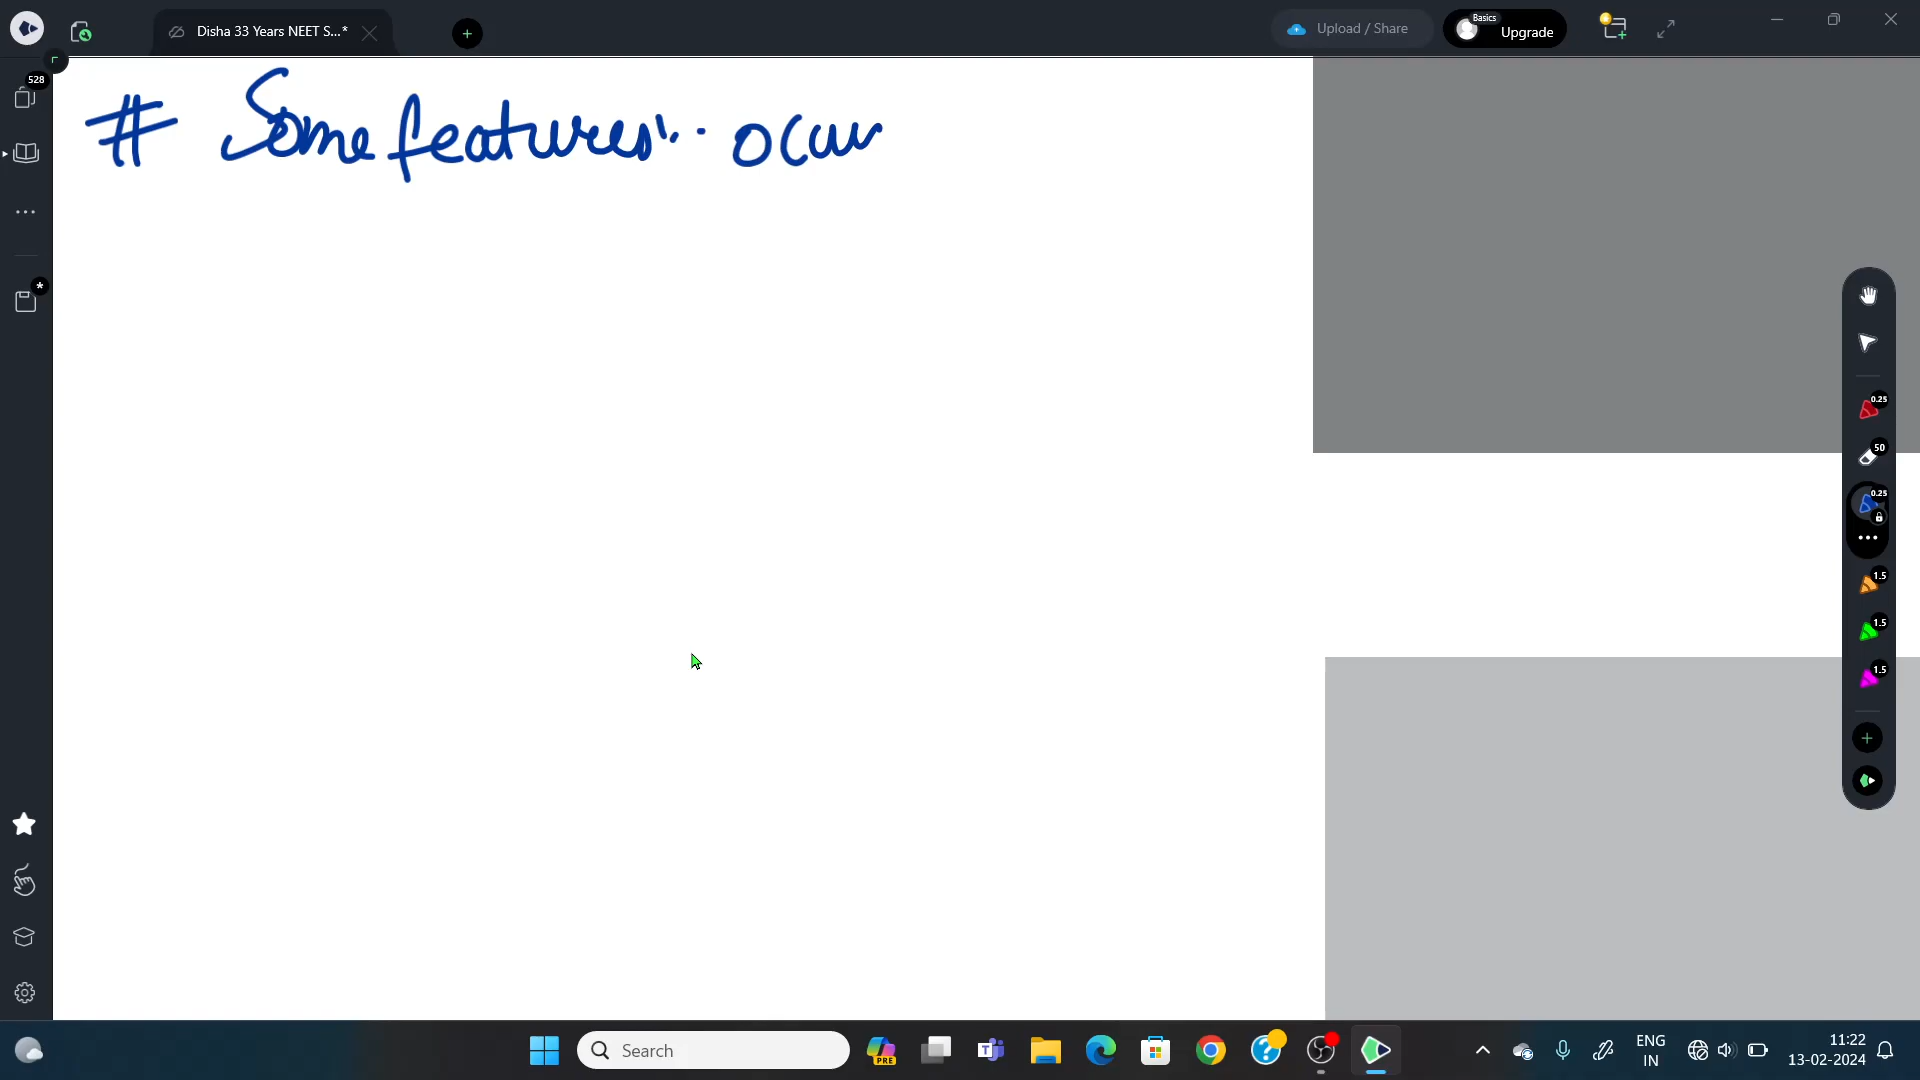 Disha 33 Years NEET S...*
Upload / Share
Basics
Upgrade
528
# Some features ocur
0.25
50
0.25
1.5
1.5
1.5
Search
PRE
ENG
IN
11:22
13-02-2024